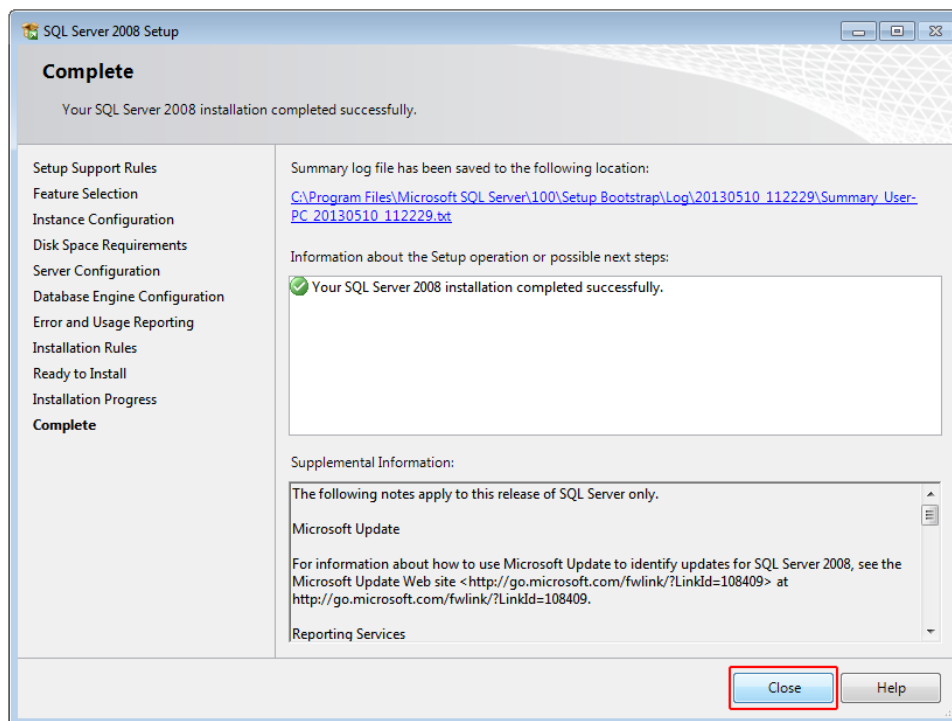 SQL Server 2008 Setup
Complete
Your SQL Server 2008 installation completed successfully.
Setup Support Rules
Feature Selection
Instance Configuration
Disk Space Requirements
Server Configuration
Database Engine Configuration
Error and Usage Reporting
Installation Rules
Ready to Install
Installation Progress
Complete
Summary log file has been saved to the following location:
C:\Program Files\Microsoft SQL Server\100\Setup Bootstrap\Log\20130510_112229\Summary_User-
PC_20130510_112229.txt
Information about the Setup operation or possible next steps:
Your SQL Server 2008 installation completed successfully.
Supplemental Information:
The following notes apply to this release of SQL Server only.
Microsoft Update
For information about how to use Microsoft Update to identify updates for SQL Server 2008, see the
Microsoft Update Web site <http://go.microsoft.com/fwlink/?LinkId=108409> at
http://go.microsoft.com/fwlink/?LinkId=108409.
Reporting Services
Close
Help